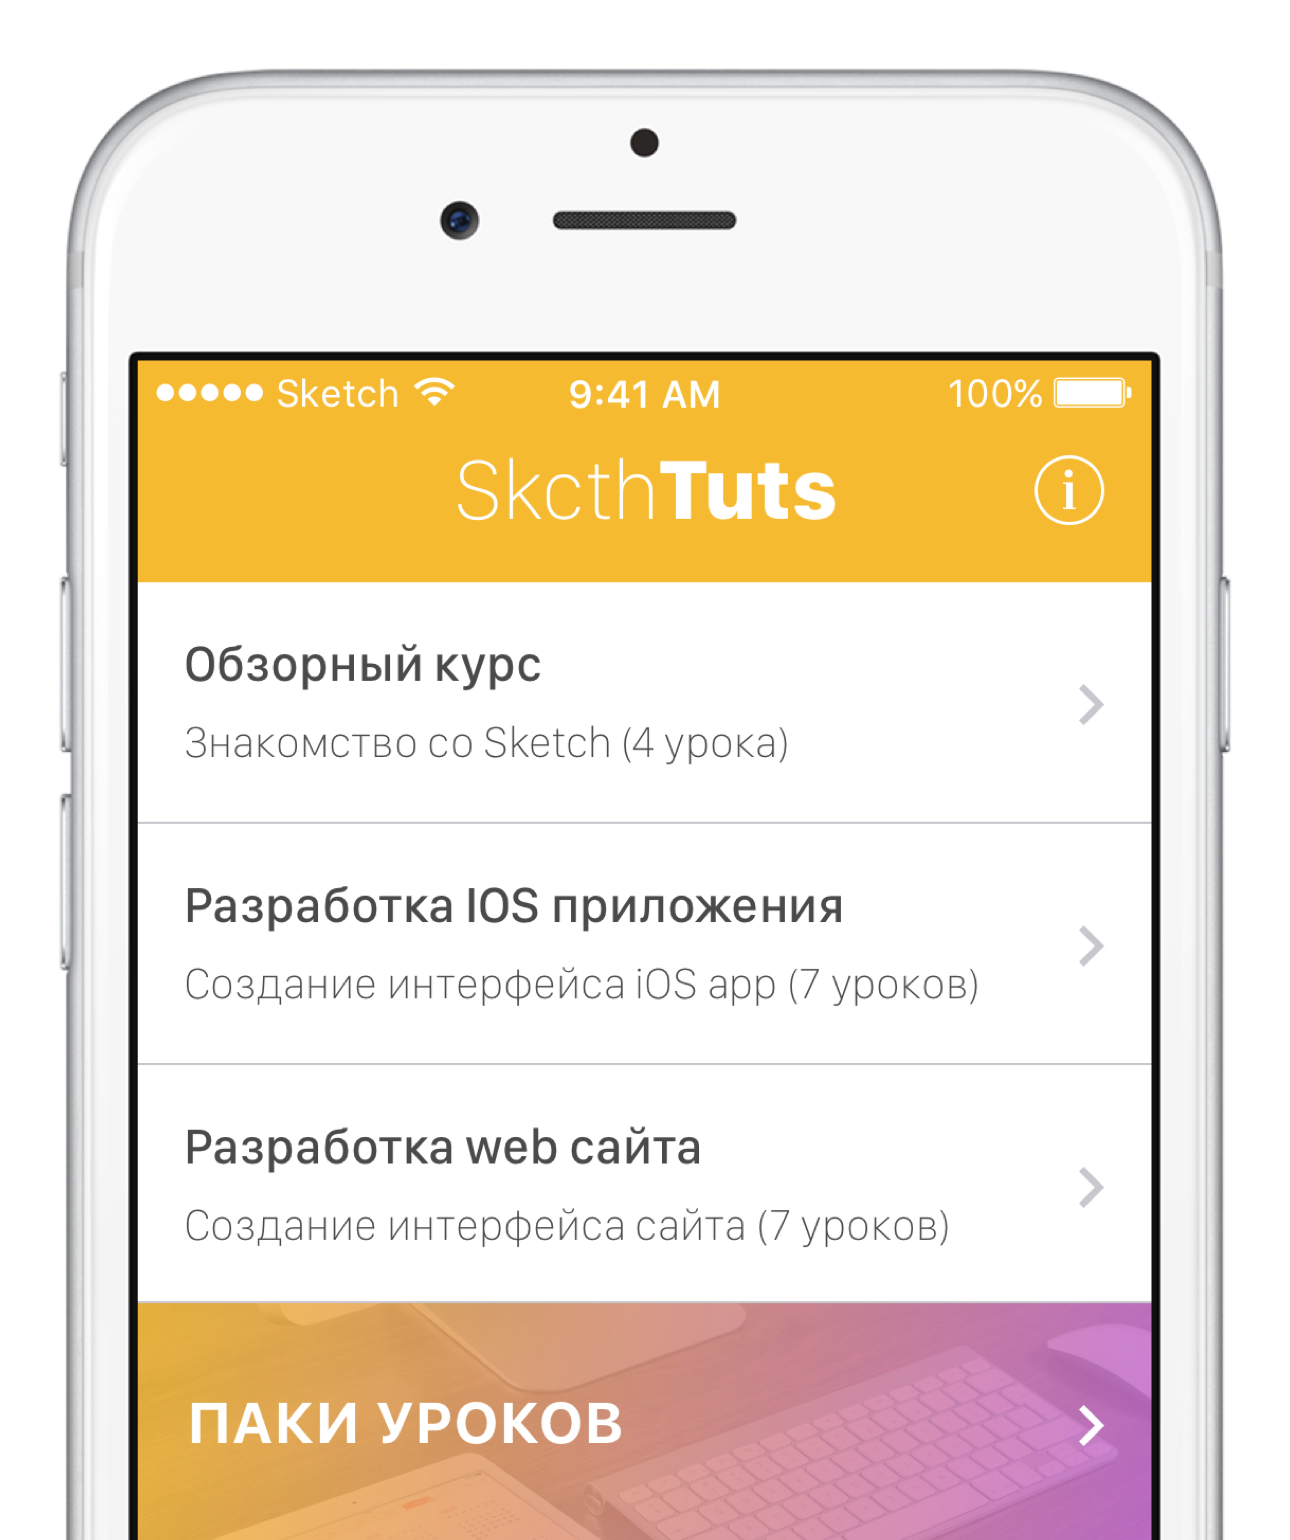 Sketch 9:41 AM 100%
SkcthTuts
Обзорный курс
Знакомство со Sketch (4 урока)
Разработка IOS приложения
Создание интерфейса iOS app (7 уроков)
Разработка web сайта
Создание интерфейса сайта (7 уроков)
ПАКИ УРОКОВ